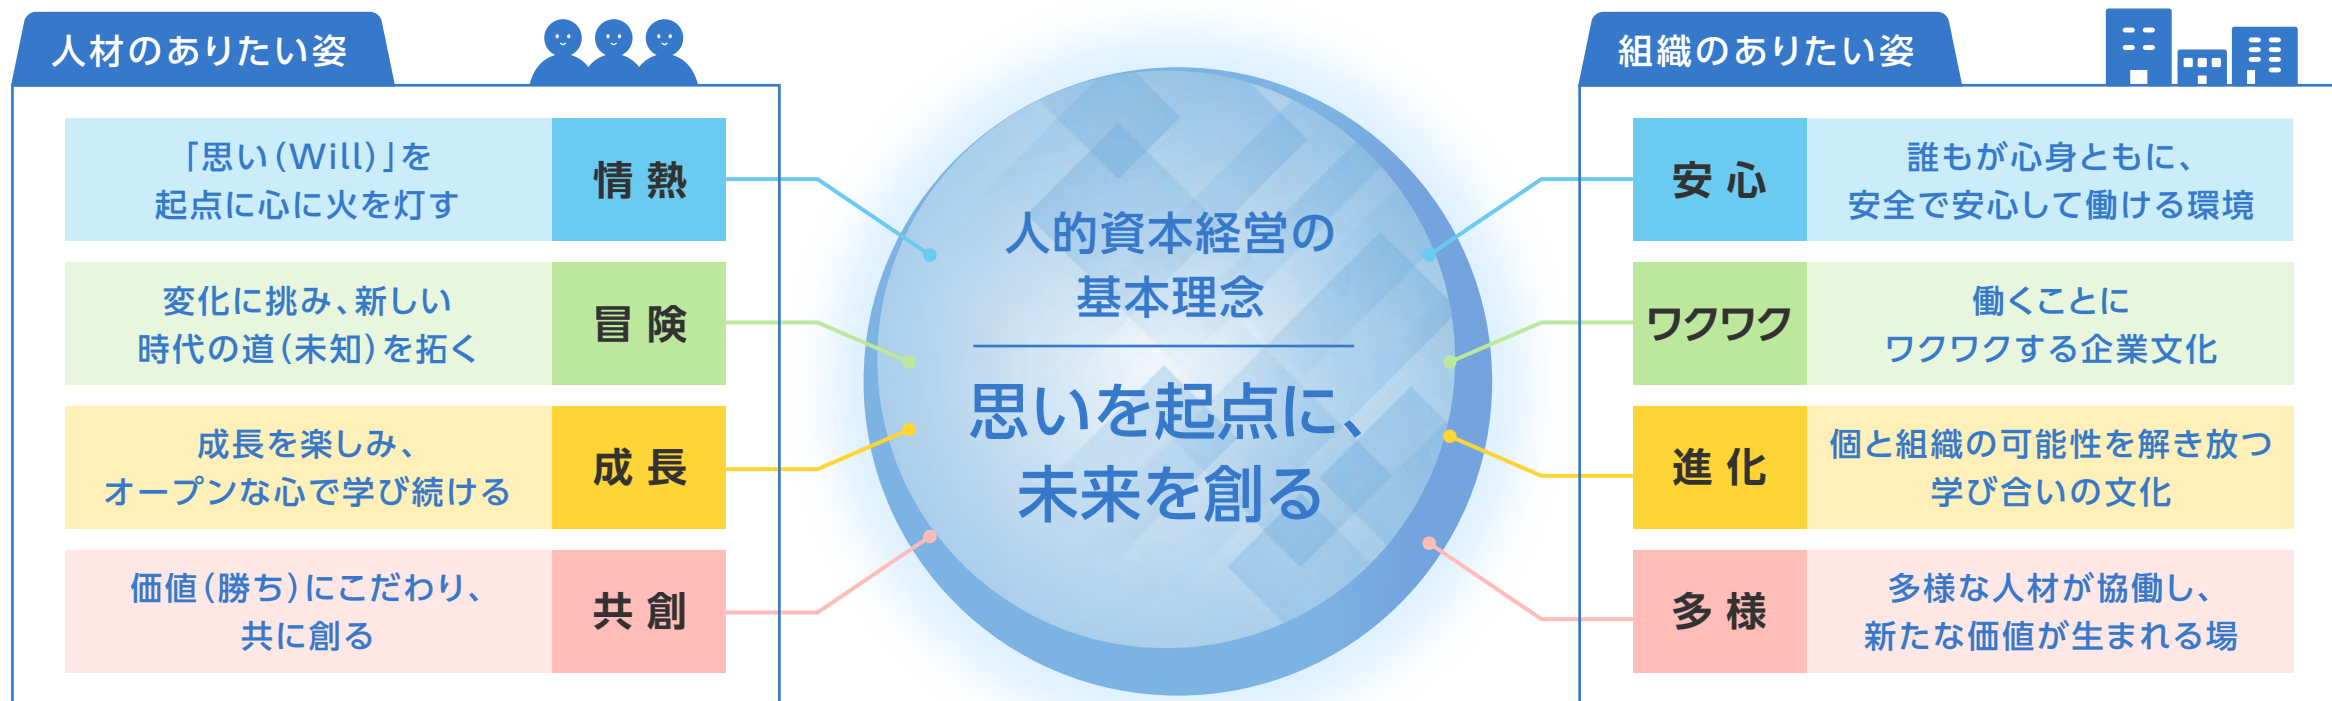 人材のありたい姿
「思い(Will)」を
起点に心に火を灯す
情熱
変化に挑み、新しい
時代の道(未知)を拓く
冒険
成長を楽しみ、
オープンな心で学び続ける
成長
価値(勝ち)にこだわり、
共に創る
共創
人的資本経営の
基本理念
思いを起点に、
未来を創る
組織のありたい姿
安心
誰もが心身ともに、
安全で安心して働ける環境
ワクワク
働くことに
ワクワクする企業文化
進化
個と組織の可能性を解き放つ
学び合いの文化
多様
多様な人材が協働し、
新たな価値が生まれる場